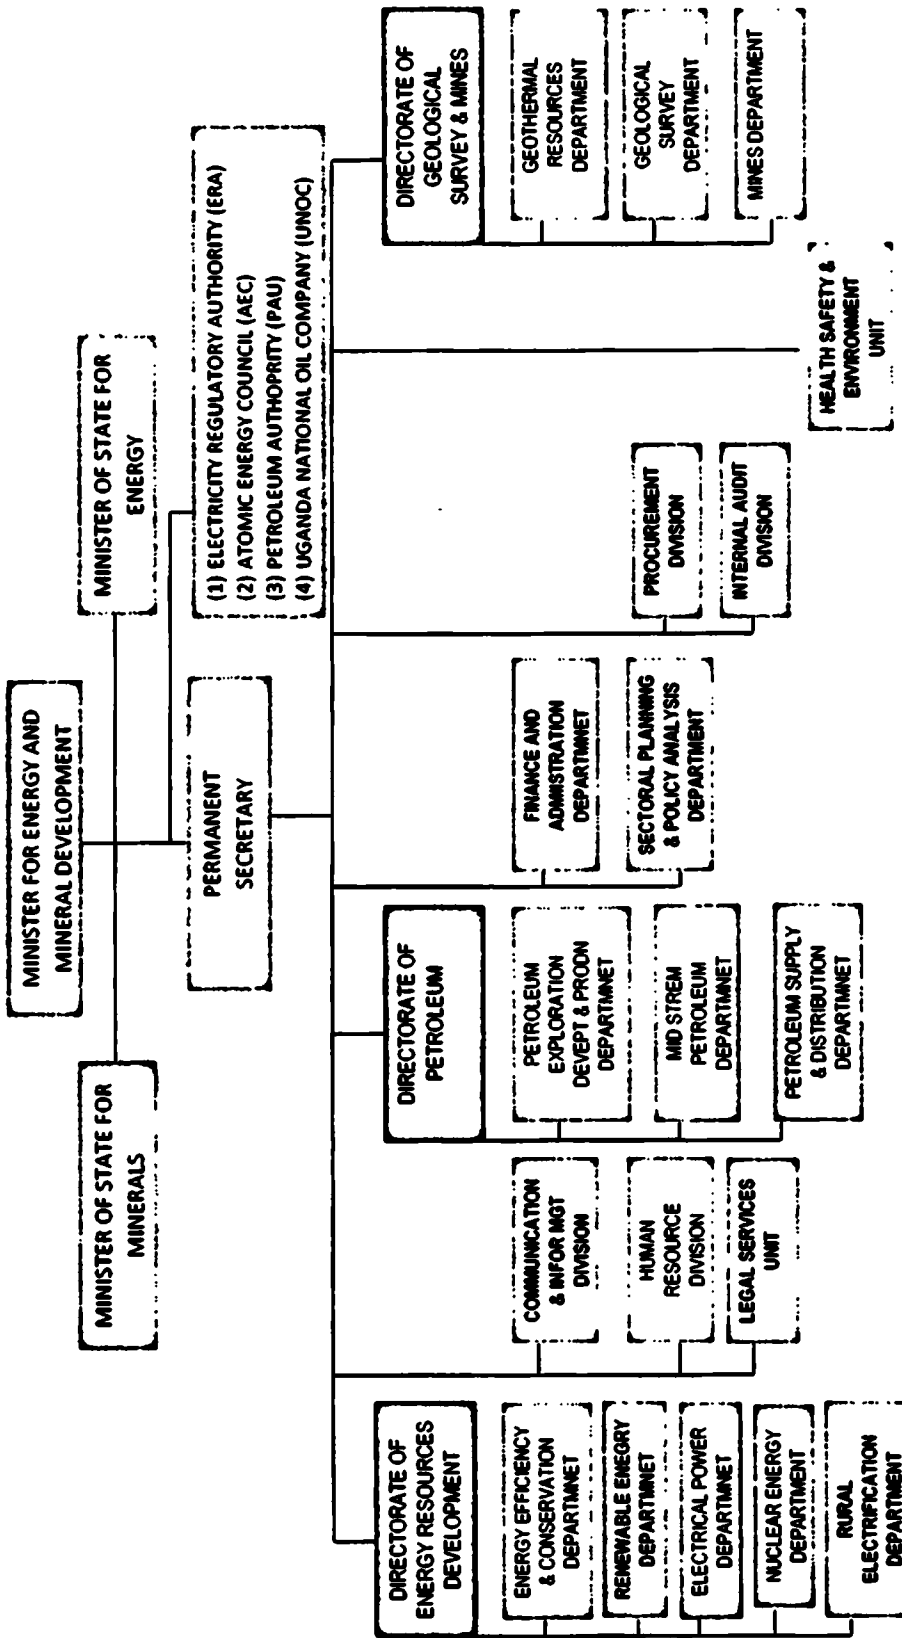 MINISTER FOR ENERGY AND
MINERAL DEVELOPMENT
MINISTER OF STATE FOR
MINERALS
MINISTER OF STATE FOR
ENERGY
PERMANENT
SECRETARY
(1) ELECTRICITY REGULATORY AUTHORITY (ERA)
(2) ATOMIC ENERGY COUNCIL (AEC)
(3) PETROLEUM AUTHOPRITY (PAU)
(4) UGANDA NATIONAL OIL COMPANY (UNOC)
DIRECTORATE OF
ENERGY RESOURCES
DEVELOPMENT
ENERGY EFFICIENCY
& CONSERVATION
DEPARTMNET
RENEWABLE ENEGRY
DEPARTMNET
ELECTRICAL POWER
DEPARTMNET
NUCLEAR ENERGY
DEPARTMENT
RURAL
ELECTRIFICATION
DEPARTMENT
COMMUNICATION
& INFOR MGT
DIVISION
HUMAN
RESOURCE
DIVISION
LEGAL SERVICES
UNIT
DIRECTORATE OF
PETROLEUM
PETROLEUM
EXPLORATION
DEVEPT & PRODN
DEPARTMNET
MID STREM
PETROLEUM
DEPARTMNET
PETROLEUM SUPPLY
& DISTRIBUTION
DEPARTMNET
FINANCE AND
ADMISTRATION
DEPARTMNET
SECTORAL PLANNING
& POLICY ANALYSIS
DEPARTMENT
PROCUREMENT
DIVISION
INTERNAL AUDIT
DIVISION
HEALTH SAFETY &
ENVIRONMENT
UNIT
DIRECTORATE OF
GEOLOGICAL
SURVEY & MINES
GEOTHERMAL
RESOURCES
DEPARTMENT
GEOLOGICAL
SURVEY
DEPARTMENT
MINES DEPARTMENT